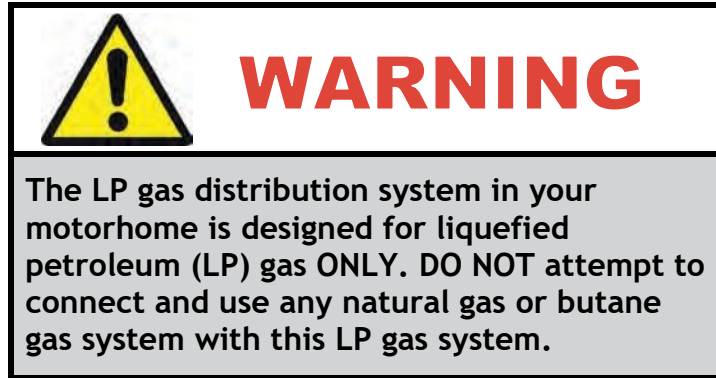 WARNING
The LP gas distribution system in your
motorhome is designed for liquefied
petroleum (LP) gas ONLY. DO NOT attempt to
connect and use any natural gas or butane
gas system with this LP gas system.